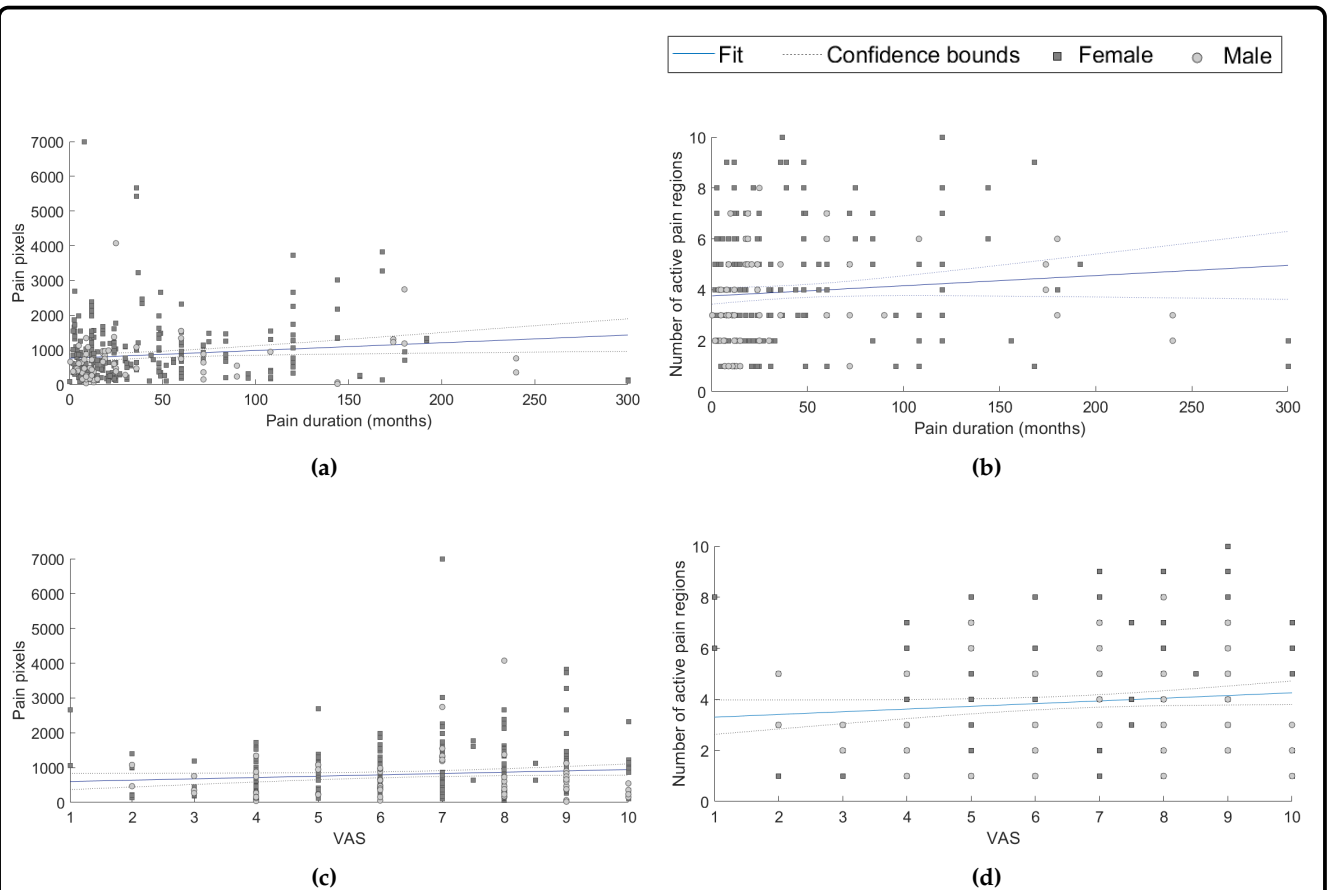 Fit Confidence bounds Female Male
7000
6000
5000
4000
3000
2000
1000
0
Pain pixels
0 50 100 150 200 250 300
Pain duration (months)
(a)
10
8
6
4
2
0
Number of active pain regions
0 50 100 150 200 250 300
Pain duration (months)
(b)
7000
6000
5000
4000
3000
2000
1000
0
Pain pixels
1 2 3 4 5 6 7 8 9 10
VAS
(c)
10
8
6
4
2
0
Number of active pain regions
1 2 3 4 5 6 7 8 9 10
VAS
(d)